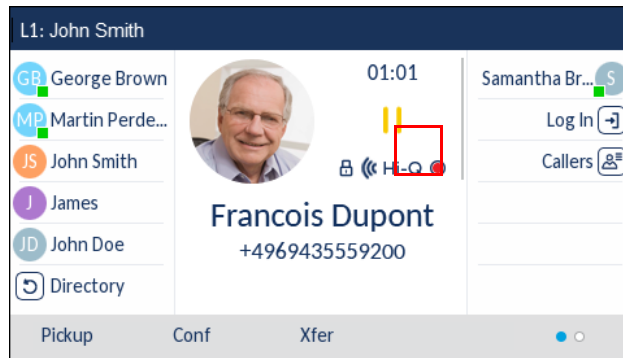 L1: John Smith
GB George Brown
MP Martin Perde...
JS John Smith
J James
JD John Doe
Directory
01:01
Hi-Q
Francois Dupont
+4969435559200
Samantha Br... S
Log In
Callers
Pickup Conf Xfer